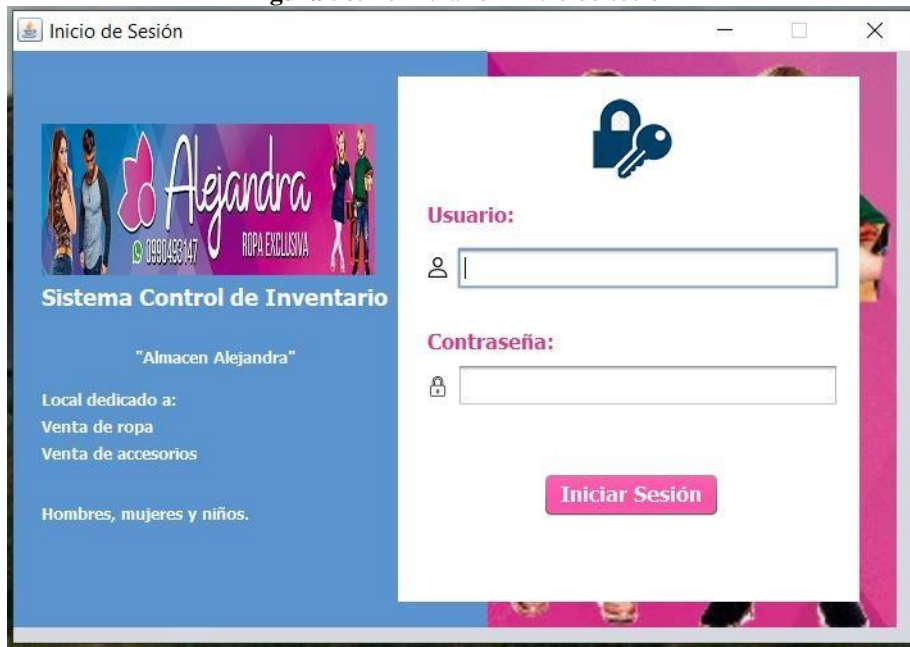 Inicio de Sesión
Alejandra
0990493147
ROPA EXCLUSIVA
Sistema Control de Inventario
"Almacen Alejandra"
Local dedicado a:
Venta de ropa
Venta de accesorios
Hombres, mujeres y niños.
Usuario:
Contraseña:
Iniciar Sesión